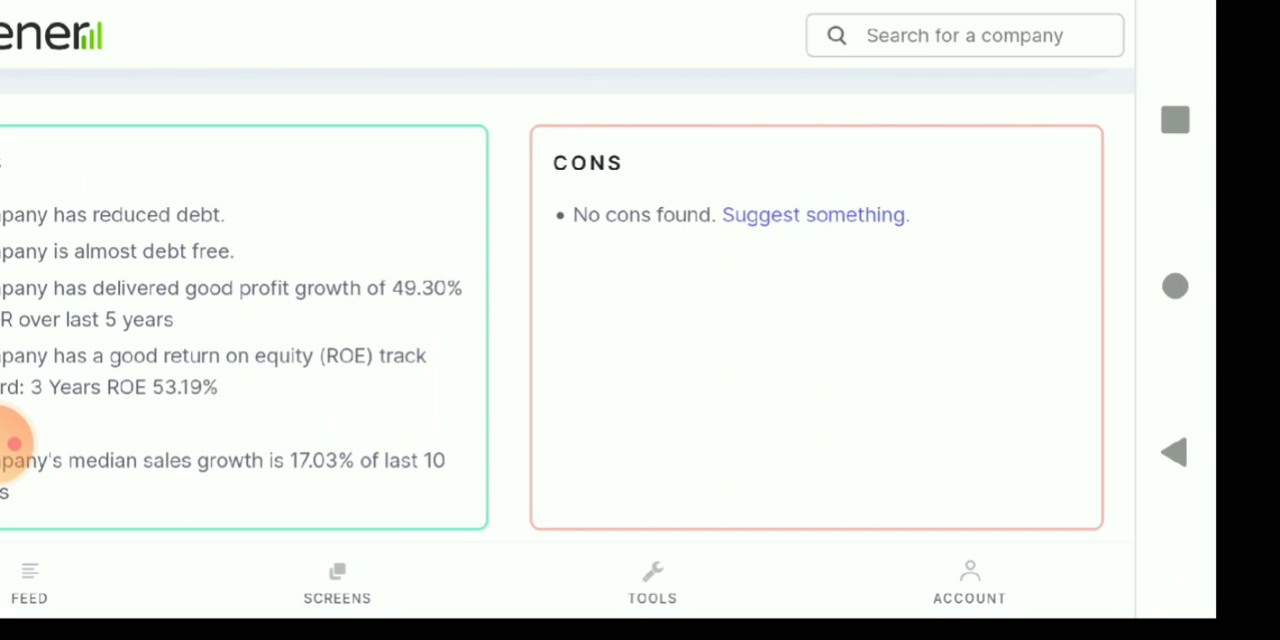 ener
Search for a company
CONS
pany has reduced debt.
No cons found. Suggest something.
pany is almost debt free.
pany has delivered good profit growth of 49.30%
R over last 5 years
pany has a good return on equity (ROE) track
rd: 3 Years ROE 53.19%
pany's median sales growth is 17.03% of last 10
s
FEED
SCREENS
TOOLS
ACCOUNT